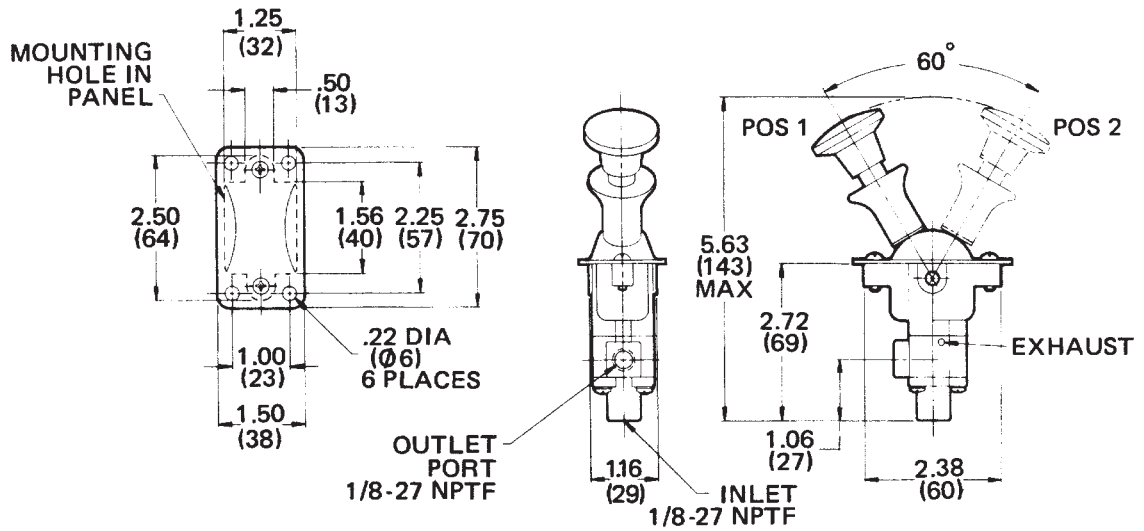 1.25
(32)
MOUNTING
HOLE IN
PANEL
.50
(13)
2.50
(64)
1.56
(40)
2.25
(57)
2.75
(70)
.22 DIA
(Ø6)
6 PLACES
1.00
(23)
1.50
(38)
OUTLET
PORT
1/8-27 NPTF
1.16
(29)
INLET
1/8-27 NPTF
60°
POS 1
POS 2
5.63
(143)
MAX
2.72
(69)
EXHAUST
1.06
(27)
2.38
(60)